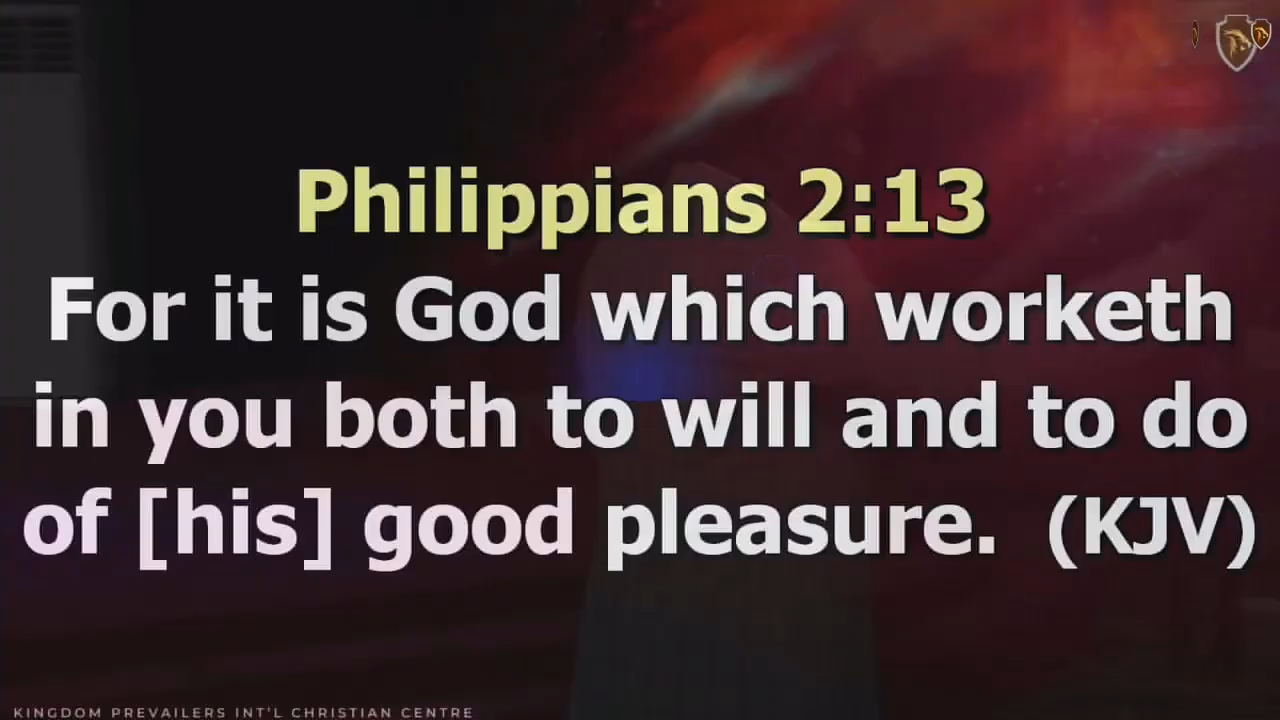 Philippians 2:13
For it is God which worketh
in you both to will and to do
of [his] good pleasure.  (KJV)
KINGDOM PREVAILERS INT'L CHRISTIAN CENTRE